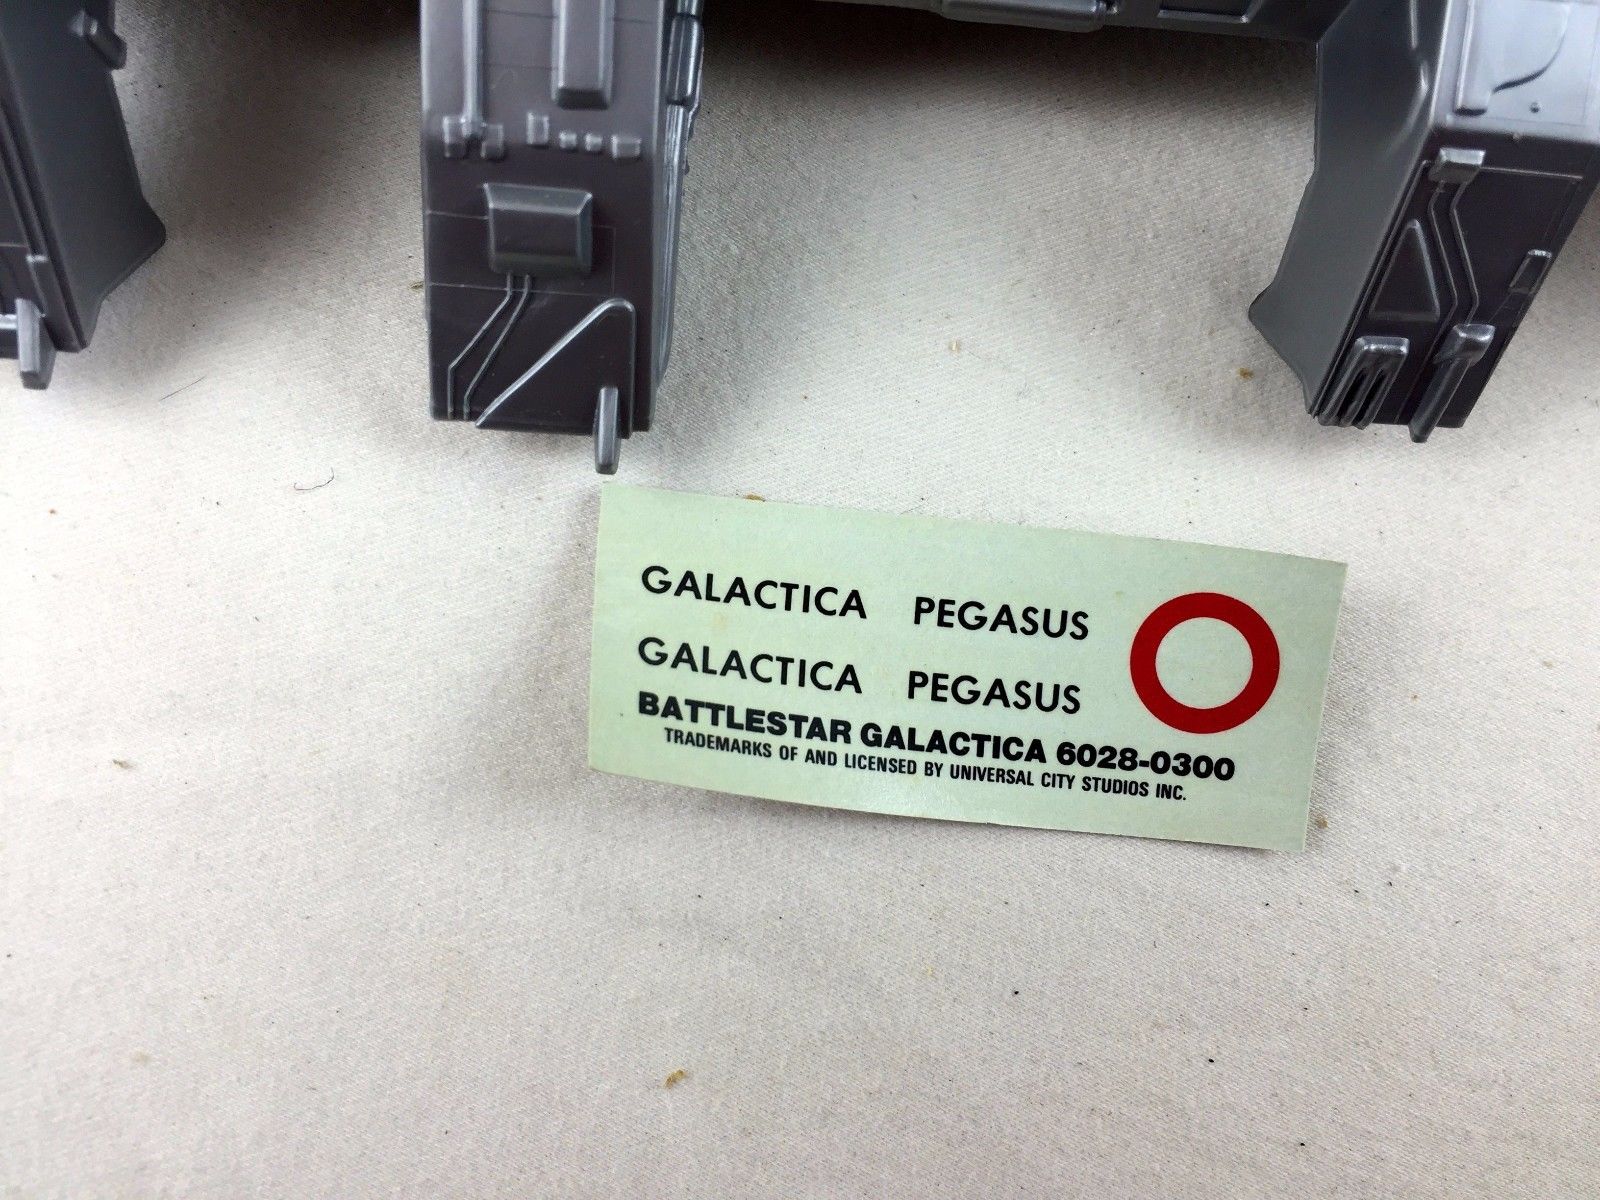 GALACTICA PEGASUS
GALACTICA PEGASUS
BATTLESTAR GALACTICA 6028-0300
TRADEMARKS OF AND LICENSED BY UNIVERSAL CITY STUDIOS INC.